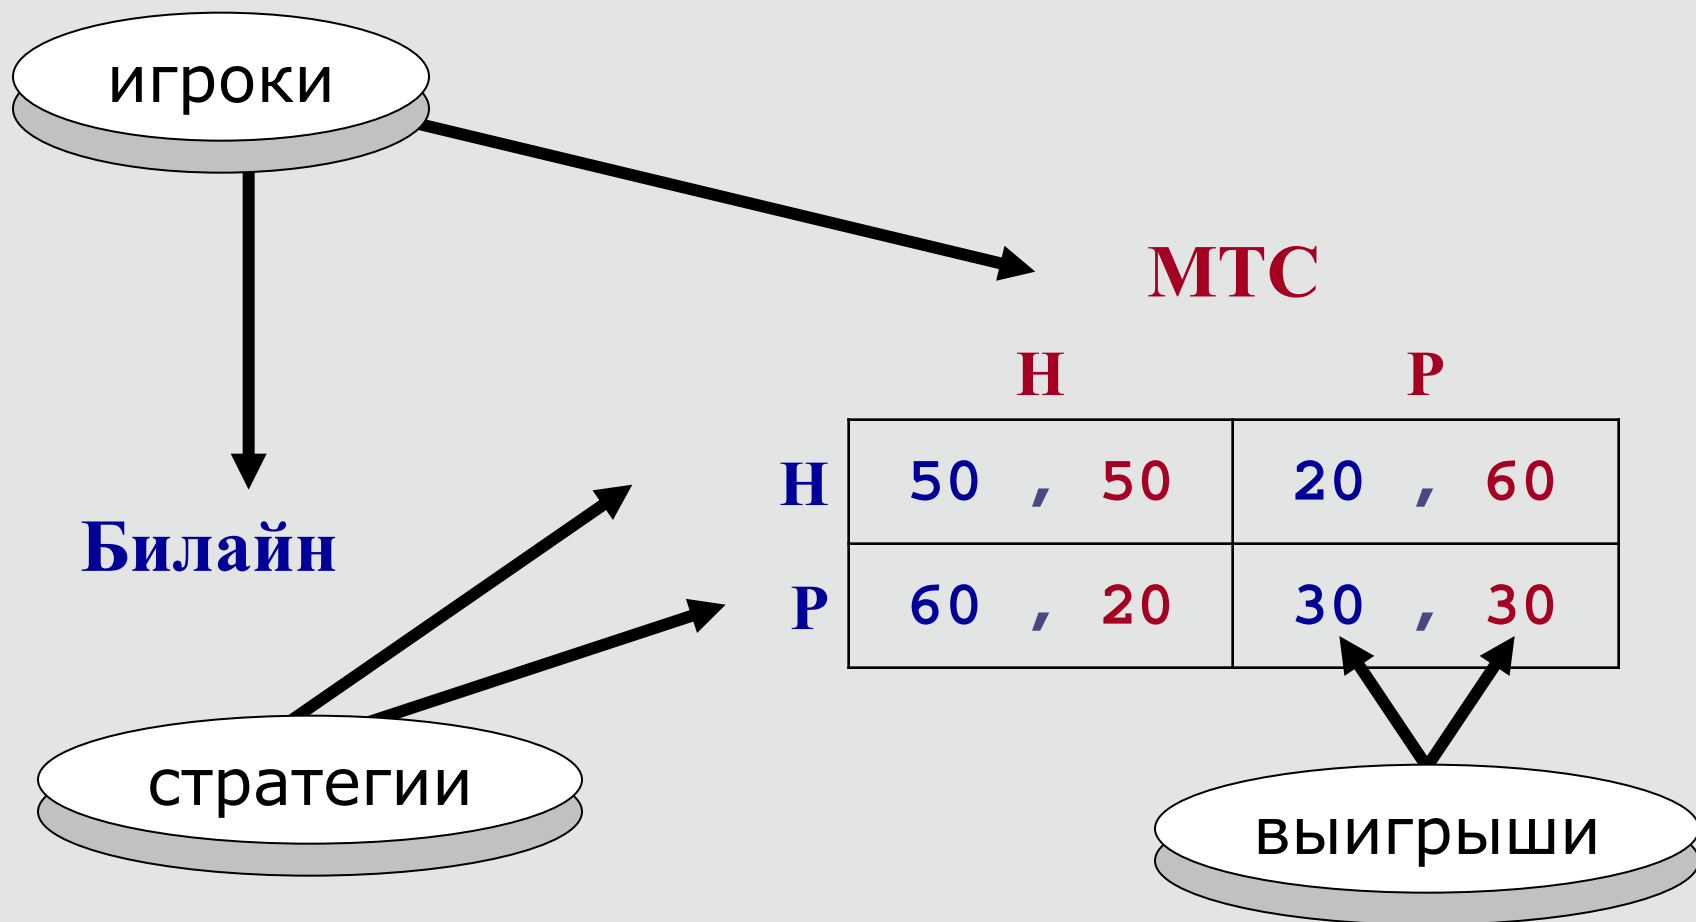 игроки
МТС
Н Р
Н 50 , 50 20 , 60
Билайн
Р 60 , 20 30 , 30
стратегии
выигрыши